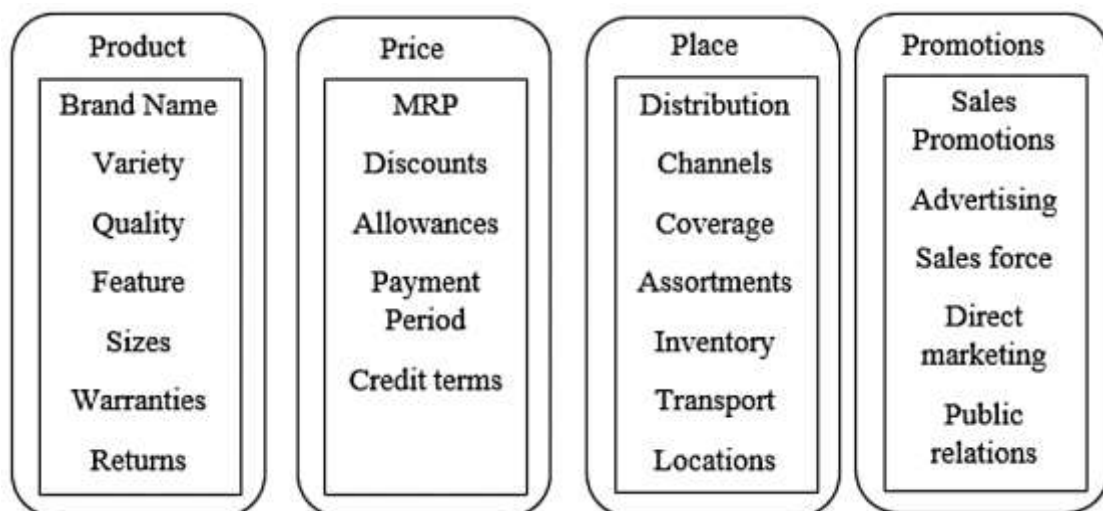 Product
Brand Name
Variety
Quality
Feature
Sizes
Warranties
Returns
Price
MRP
Discounts
Allowances
Payment
Period
Credit terms
Place
Distribution
Channels
Coverage
Assortments
Inventory
Transport
Locations
Promotions
Sales
Promotions
Advertising
Sales force
Direct
marketing
Public
relations